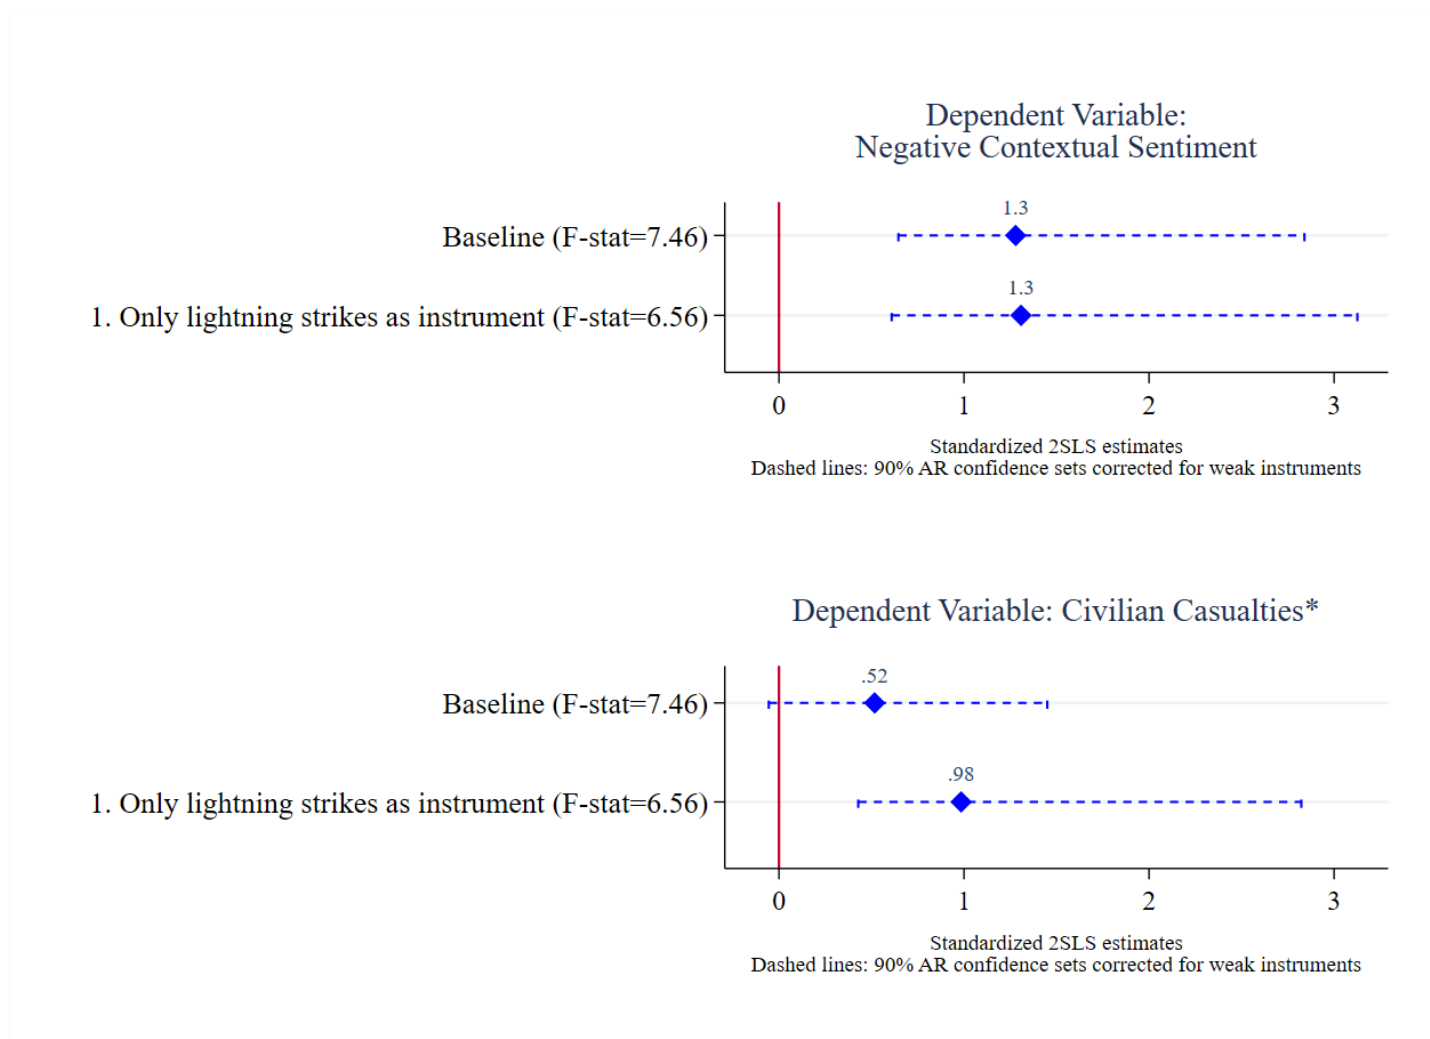 Dependent Variable:
Negative Contextual Sentiment
1.3
Baseline (F-stat=7.46)
1.3
1. Only lightning strikes as instrument (F-stat=6.56)
0 1 2 3
Standardized 2SLS estimates
Dashed lines: 90% AR confidence sets corrected for weak instruments
Dependent Variable: Civilian Casualties*
.52
Baseline (F-stat=7.46)
.98
1. Only lightning strikes as instrument (F-stat=6.56)
0 1 2 3
Standardized 2SLS estimates
Dashed lines: 90% AR confidence sets corrected for weak instruments